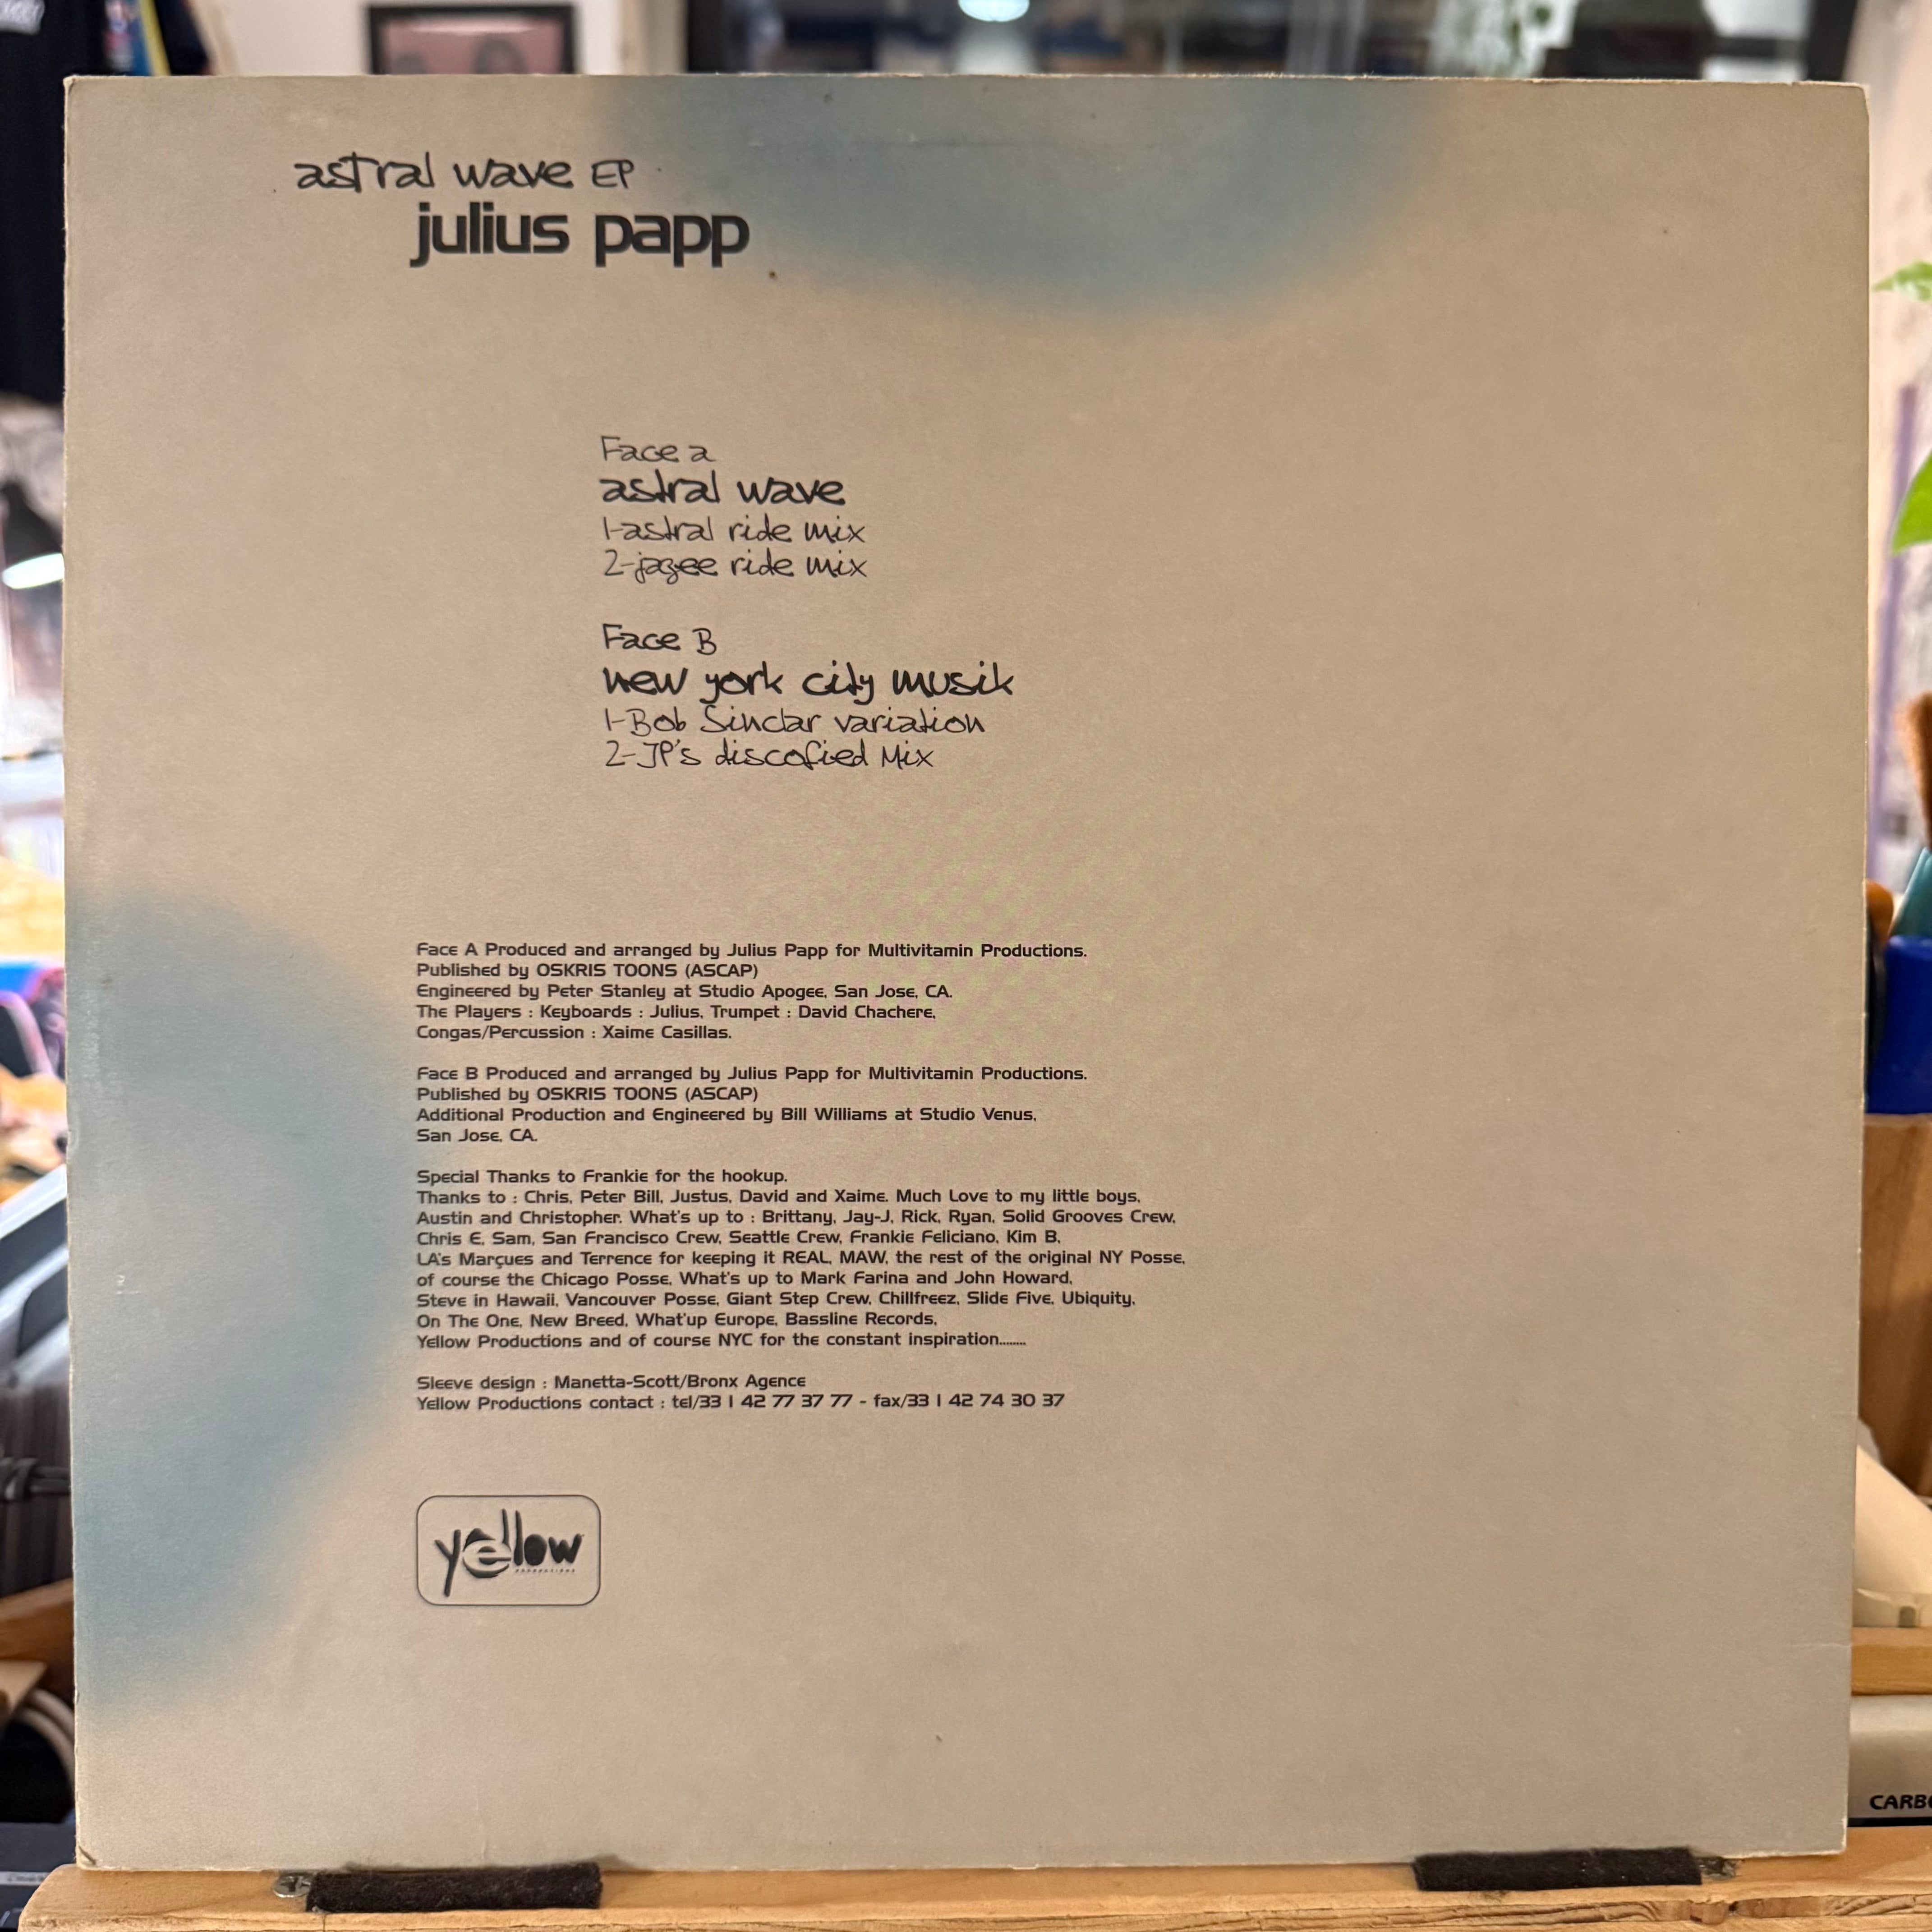 astral wave EP
julius papp
Face a
astral wave
1-astral ride mix
2-jazee ride mix
Face B
new york city musik
1-Bob Sinclar variation
2-JP's discofied Mix
Face A Produced and arranged by Julius Papp for Multivitamin Productions.
Published by OSKRIS TOONS (ASCAP)
Engineered by Peter Stanley at Studio Apogee, San Jose, CA.
The Players : Keyboards : Julius, Trumpet : David Chachere,
Congas/Percussion : Xaime Casillas.
Face B Produced and arranged by Julius Papp for Multivitamin Productions.
Published by OSKRIS TOONS (ASCAP)
Additional Production and Engineered by Bill Williams at Studio Venus,
San Jose, CA.
Special Thanks to Frankie for the hookup.
Thanks to : Chris, Peter Bill, Justus, David and Xaime. Much Love to my little boys,
Austin and Christopher. What's up to : Brittany, Jay-J, Rick, Ryan, Solid Grooves Crew,
Chris E, Sam, San Francisco Crew, Seattle Crew, Frankie Feliciano, Kim B,
LA's Marçues and Terrence for keeping it REAL, MAW, the rest of the original NY Posse,
of course the Chicago Posse, What's up to Mark Farina and John Howard,
Steve in Hawaii, Vancouver Posse, Giant Step Crew, Chillfreez, Slide Five, Ubiquity,
On The One, New Breed, What'up Europe, Bassline Records,
Yellow Productions and of course NYC for the constant inspiration........
Sleeve design : Manetta-Scott/Bronx Agence
Yellow Productions contact : tel/33 1 42 77 37 77 - fax/33 1 42 74 30 37
yellow
productions